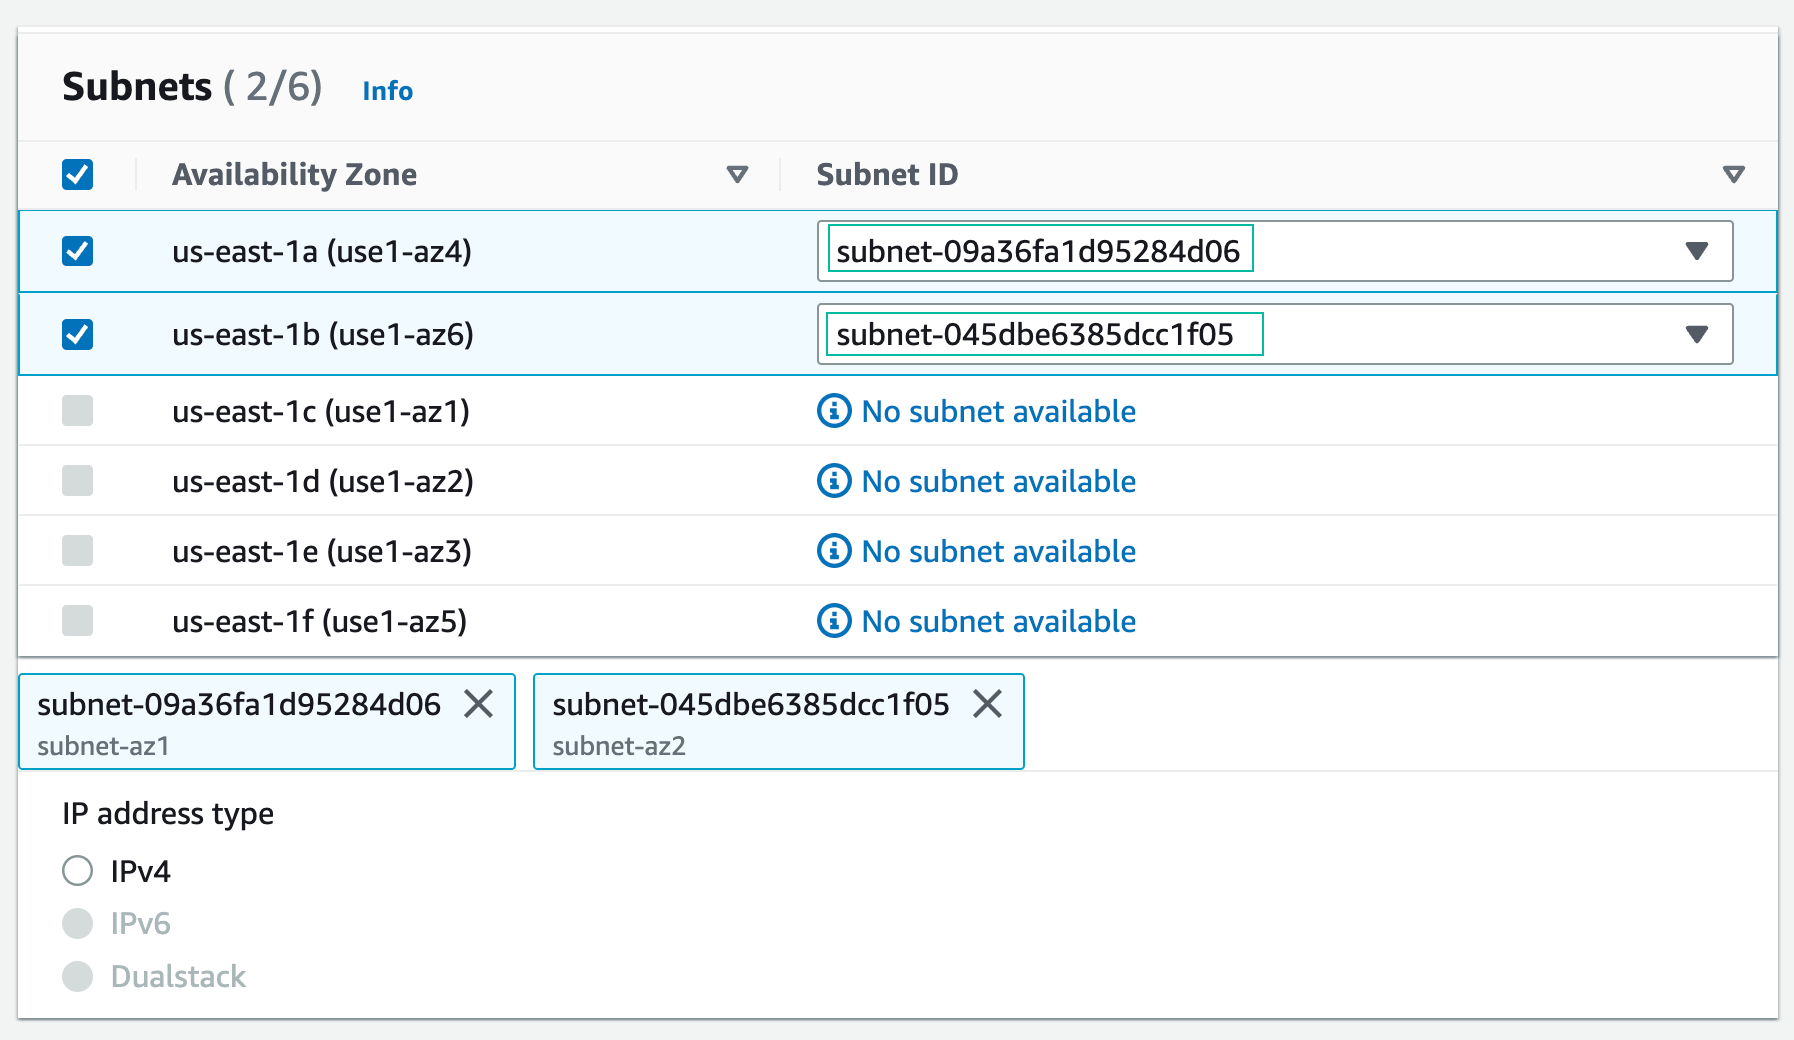 Subnets ( 2/6) Info
Availability Zone Subnet ID
us-east-1a (use1-az4) subnet-09a36fa1d95284d06
us-east-1b (use1-az6) subnet-045dbe6385dcc1f05
us-east-1c (use1-az1) No subnet available
us-east-1d (use1-az2) No subnet available
us-east-1e (use1-az3) No subnet available
us-east-1f (use1-az5) No subnet available
subnet-09a36fa1d95284d06 subnet-045dbe6385dcc1f05
subnet-az1 subnet-az2
IP address type
IPv4
IPv6
Dualstack